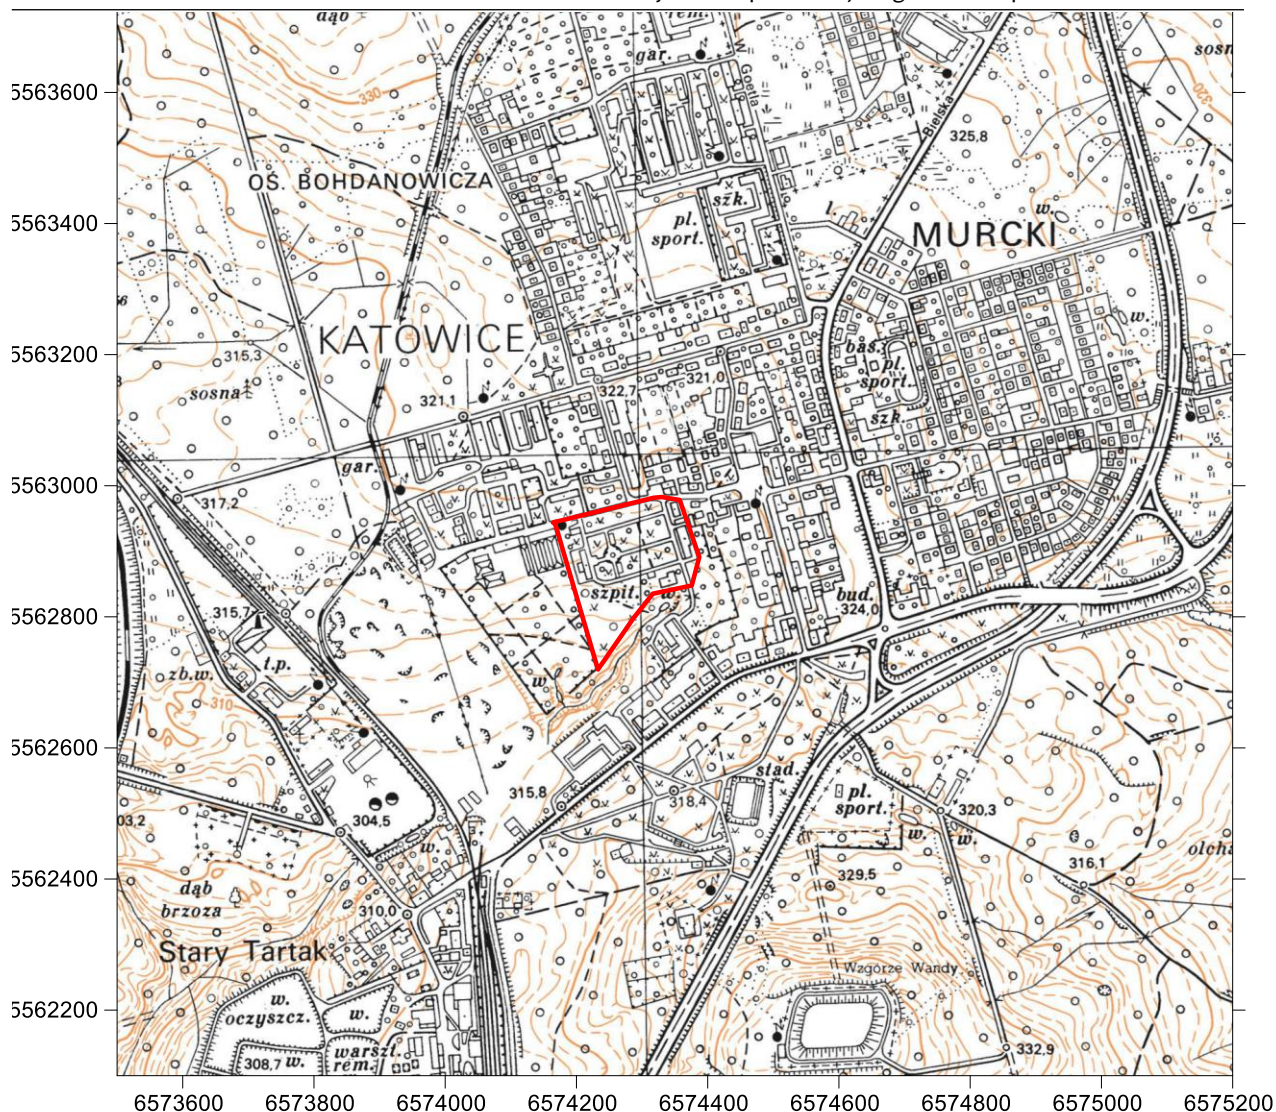 dąb
rem.
gar.
W. Goetla
5563600
330
Bielska
325,8
sosn
320
OŚ. BOHDANOWICZA
szk.
pl.
sport.
5563400
l.
w.
MURCKI
KATOWICE
5563200
315,3
w.
baś.
pl.
sport.
szk.
sosna
321,1
322,7
321,0
gar.
5563000
317,2
szpit.
w.
bud.
324,0
5562800
315,7
t.p.
zb.w.
310
w
5562600
stad.
315,8
318,4
pl.
sport.
320,3
03,2
304,5
w.
w.
w.
316,1
olcha
5562400
dąb
brzoza
329,5
310,0
Stary Tartak
Wzgórze Wandy
5562200
w.
oczyszcz.
w.
308,7 w.
warszt.
rem.
332,9
6573600 6573800 6574000 6574200 6574400 6574600 6574800 6575000 6575200